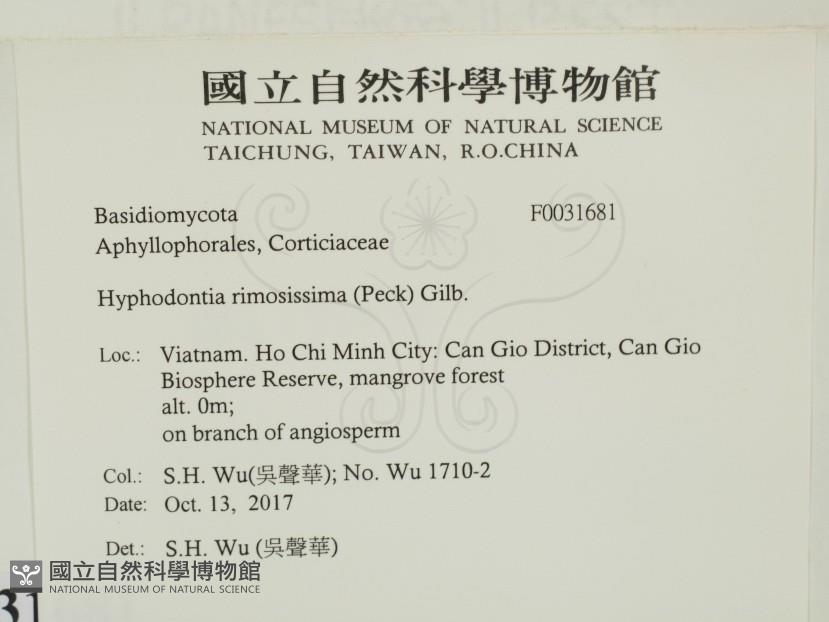 國立自然科學博物館
NATIONAL MUSEUM OF NATURAL SCIENCE
TAICHUNG, TAIWAN, R.O.CHINA
Basidiomycota F0031681
Aphyllophorales, Corticiaceae
Hyphodontia rimosissima (Peck) Gilb.
Loc.: Viatnam. Ho Chi Minh City: Can Gio District, Can Gio
Biosphere Reserve, mangrove forest
alt. 0m;
on branch of angiosperm
Col.: S.H. Wu(吳聲華); No. Wu 1710-2
Date: Oct. 13, 2017
Det.: S.H. Wu (吳聲華)
國立自然科學博物館
NATIONAL MUSEUM OF NATURAL SCIENCE
31